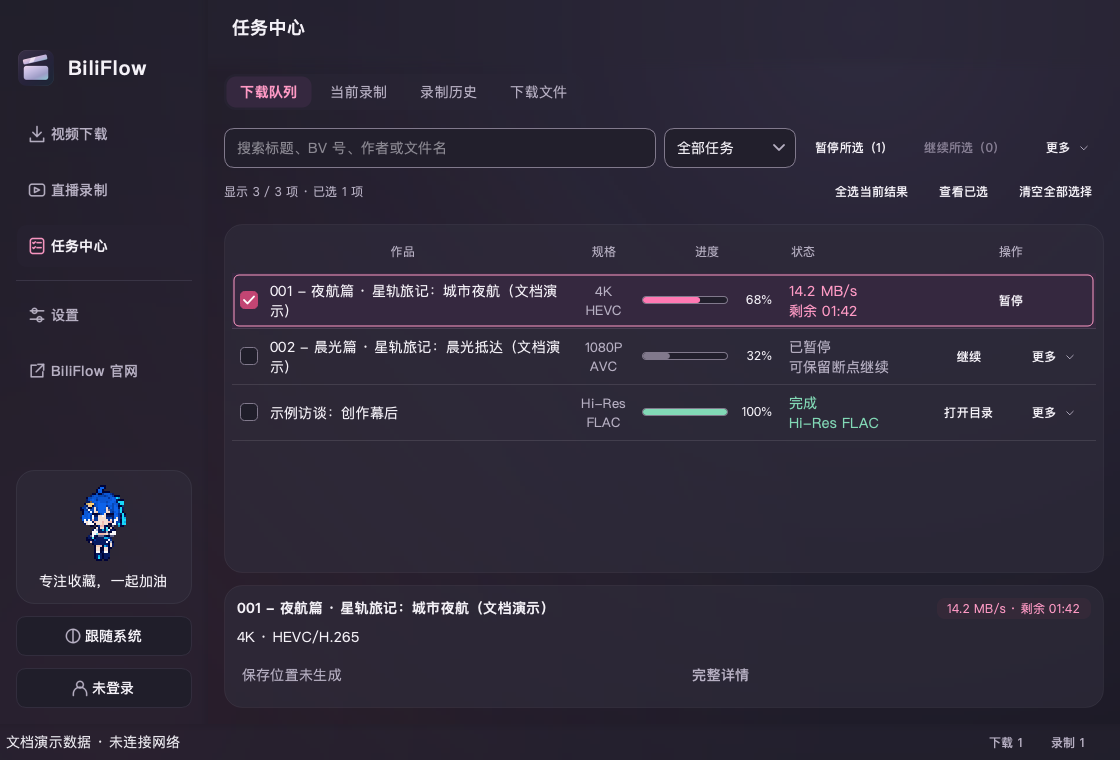 任务中心
BiliFlow
下载队列 当前录制 录制历史 下载文件
视频下载
直播录制
任务中心
设置
BiliFlow 官网
专注收藏，一起加油
跟随系统
未登录
搜索标题、BV 号、作者或文件名 全部任务 暂停所选（1） 继续所选（0） 更多
显示 3 / 3 项 · 已选 1 项 全选当前结果 查看已选 清空全部选择
作品 规格 进度 状态 操作
001 - 夜航篇 · 星轨旅记：城市夜航（文档演
示）
4K
HEVC
68%
14.2 MB/s
剩余 01:42
暂停
002 - 晨光篇 · 星轨旅记：晨光抵达（文档演
示）
1080P
AVC
32%
已暂停
可保留断点继续
继续 更多
示例访谈：创作幕后
Hi-Res
FLAC
100%
完成
Hi-Res FLAC
打开目录 更多
001 - 夜航篇 · 星轨旅记：城市夜航（文档演示） 14.2 MB/s · 剩余 01:42
4K · HEVC/H.265
保存位置未生成 完整详情
文档演示数据 · 未连接网络 下载 1 录制 1